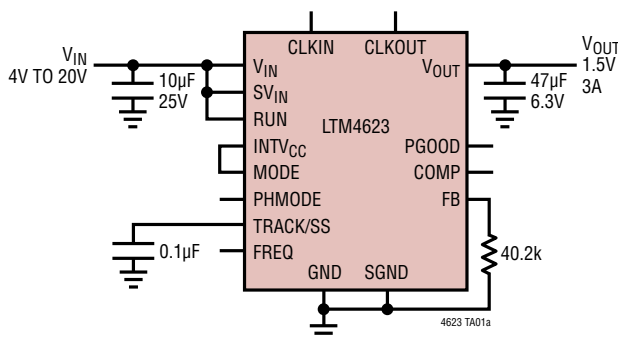 CLKIN CLKOUT
V_IN
4V TO 20V
10µF
25V
V_IN
SV_IN
RUN
INTV_CC
MODE
PHMODE
TRACK/SS
FREQ
0.1µF
LTM4623
GND SGND
V_OUT
PGOOD
COMP
FB
47µF
6.3V
V_OUT
1.5V
3A
40.2k
4623 TA01a